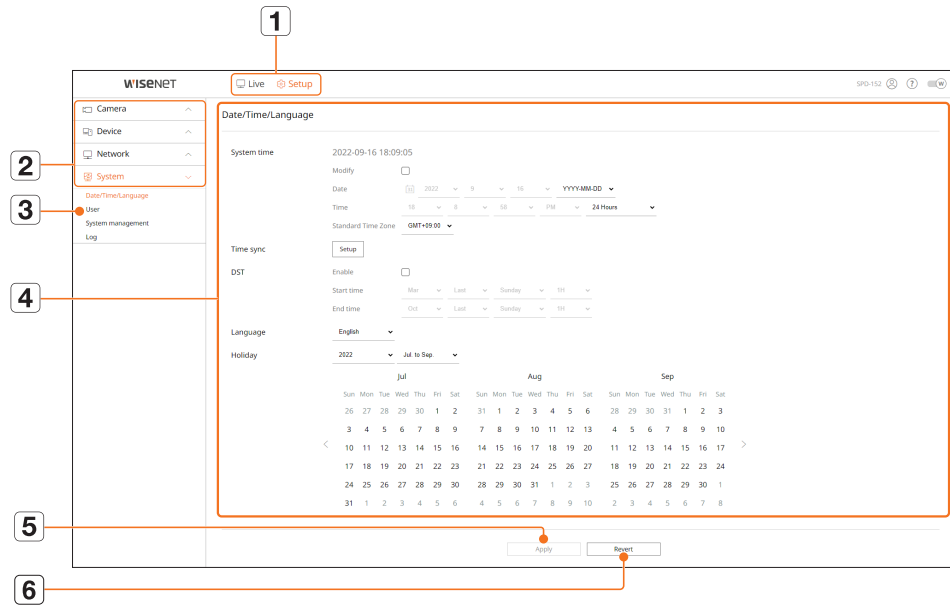 1
WISENET Live Setup SPD-152 ? W
Camera
Device
Network
System
Date/Time/Language
User
System management
Log
2
3
4
Date/Time/Language
System time 2022-09-16 18:09:05
Modify
Date 31 2022 9 16 YYYY-MM-DD
Time 18 8 58 PM 24 Hours
Standard Time Zone GMT+09:00
Time sync Setup
DST Enable
Start time Mar Last Sunday 1H
End time Oct Last Sunday 1H
Language English
Holiday 2022 Jul. to Sep.
Jul Aug Sep
Sun Mon Tue Wed Thu Fri Sat Sun Mon Tue Wed Thu Fri Sat Sun Mon Tue Wed Thu Fri Sat
26 27 28 29 30 1 2 31 1 2 3 4 5 6 28 29 30 31 1 2 3
3 4 5 6 7 8 9 7 8 9 10 11 12 13 4 5 6 7 8 9 10
< 10 11 12 13 14 15 16 14 15 16 17 18 19 20 11 12 13 14 15 16 17 >
17 18 19 20 21 22 23 21 22 23 24 25 26 27 18 19 20 21 22 23 24
24 25 26 27 28 29 30 28 29 30 31 1 2 3 25 26 27 28 29 30 1
31 1 2 3 4 5 6 4 5 6 7 8 9 10 2 3 4 5 6 7 8
5
Apply Revert
6